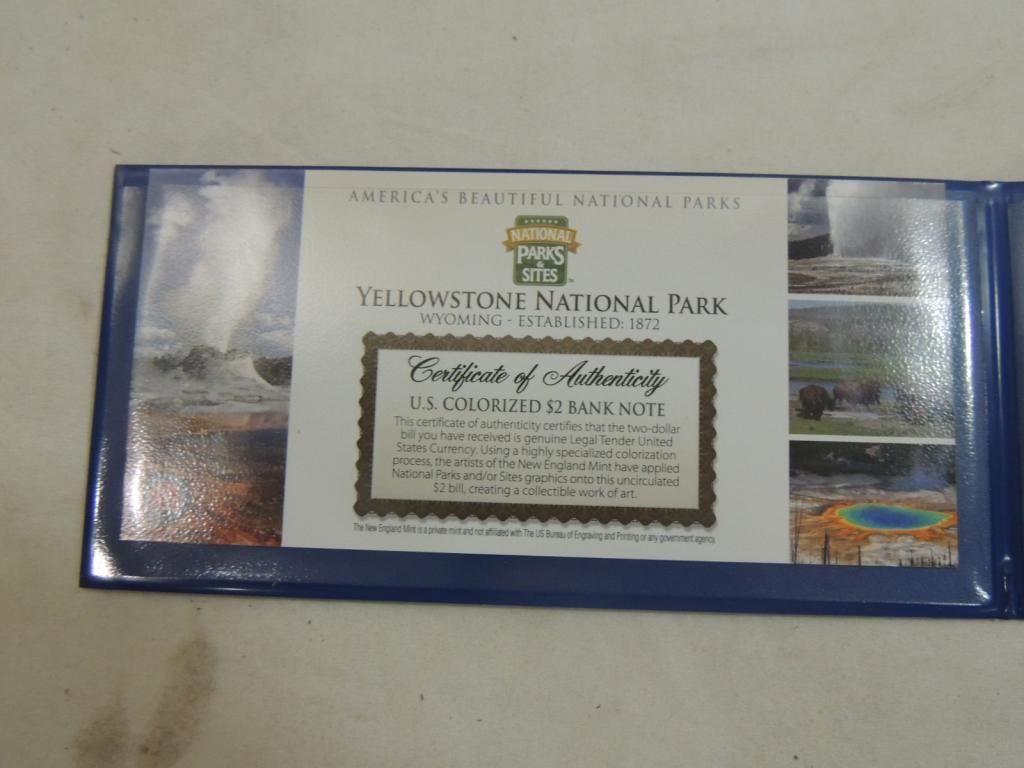 AMERICA'S BEAUTIFUL NATIONAL PARKS
NATIONAL
PARKS
&
SITES
YELLOWSTONE NATIONAL PARK
WYOMING - ESTABLISHED: 1872
Certificate of Authenticity
U.S. COLORIZED $2 BANK NOTE
This certificate of authenticity certifies that the two-dollar
bill you have received is genuine Legal Tender United
States Currency. Using a highly specialized colorization
process, the artists of the New England Mint have applied
National Parks and/or Sites graphics onto this uncirculated
$2 bill, creating a collectible work of art.
The New England Mint is a private mint and not affiliated with The US Bureau of Engraving and Printing or any government agency.